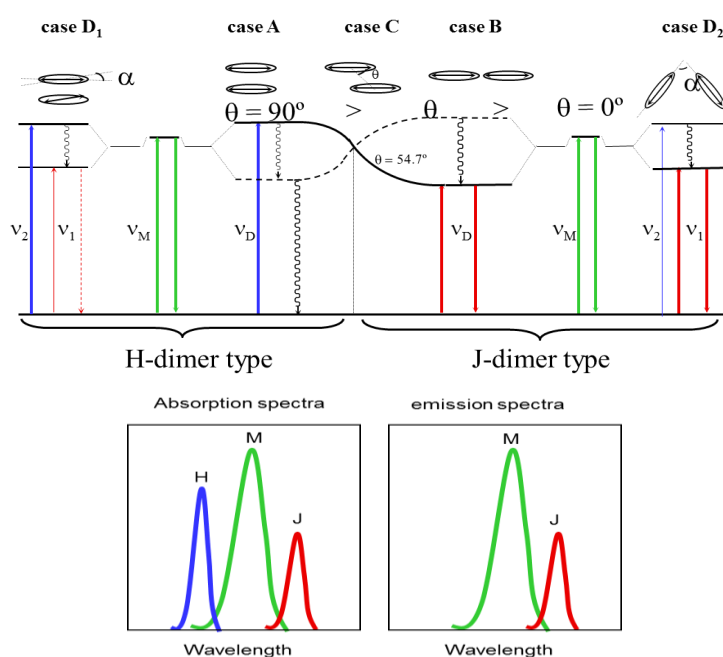 case D₁ case A case C case B case D₂
α θ α
θ = 90º > θ > θ = 0º
θ = 54.7º
ν₂ ν₁ νM νD νD νM ν₂ ν₁
H-dimer type J-dimer type
Absorption spectra emission spectra
M M
H
J J
Wavelength Wavelength